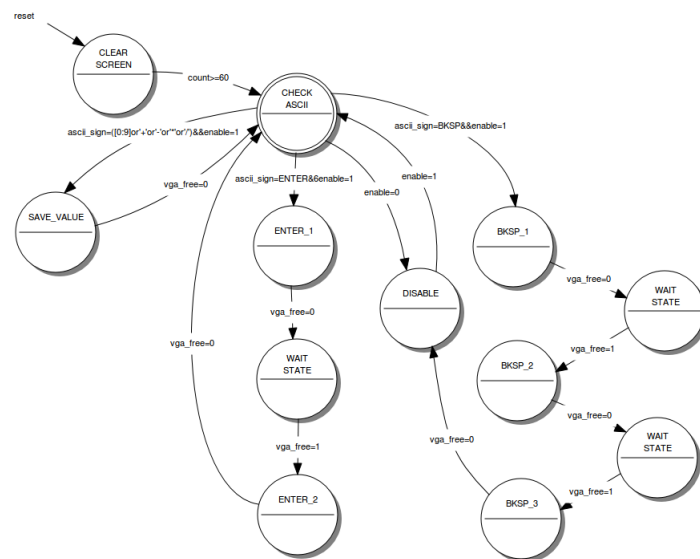 reset
CLEAR
SCREEN
count>=60
CHECK
ASCII
ascii_sign=([0:9]or'+'or'-'or'*'or'/')&&enable=1
ascii_sign=BKSP&&enable=1
vga_free=0
ascii_sign=ENTER&6enable=1
enable=0
enable=1
SAVE_VALUE
ENTER_1
BKSP_1
vga_free=0
DISABLE
WAIT
STATE
vga_free=0
vga_free=0
WAIT
STATE
vga_free=1
BKSP_2
vga_free=0
vga_free=1
vga_free=0
WAIT
STATE
vga_free=1
ENTER_2
BKSP_3